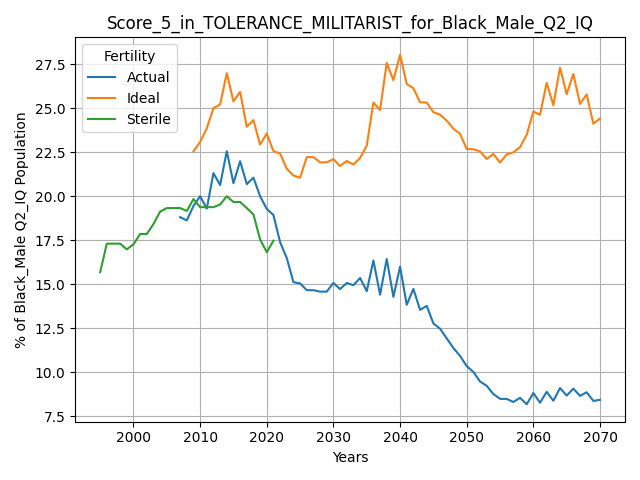 Score_5_in_TOLERANCE_MILITARIST_for_Black_Male_Q2_IQ
Fertility
Actual
Ideal
Sterile
% of Black_Male Q2_IQ Population
27.5
25.0
22.5
20.0
17.5
15.0
12.5
10.0
7.5
2000 2010 2020 2030 2040 2050 2060 2070
Years